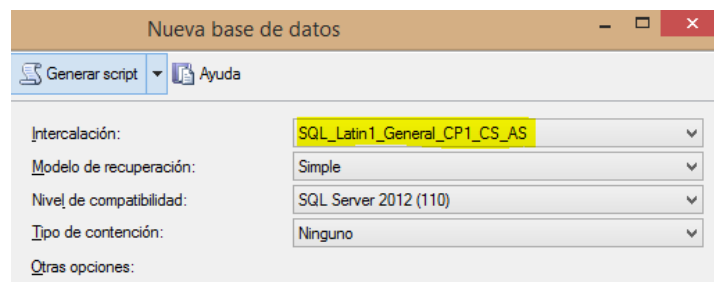 Nueva base de datos
Generar script Ayuda
Intercalación: SQL_Latin1_General_CP1_CS_AS
Modelo de recuperación: Simple
Nivel de compatibilidad: SQL Server 2012 (110)
Tipo de contención: Ninguno
Otras opciones: